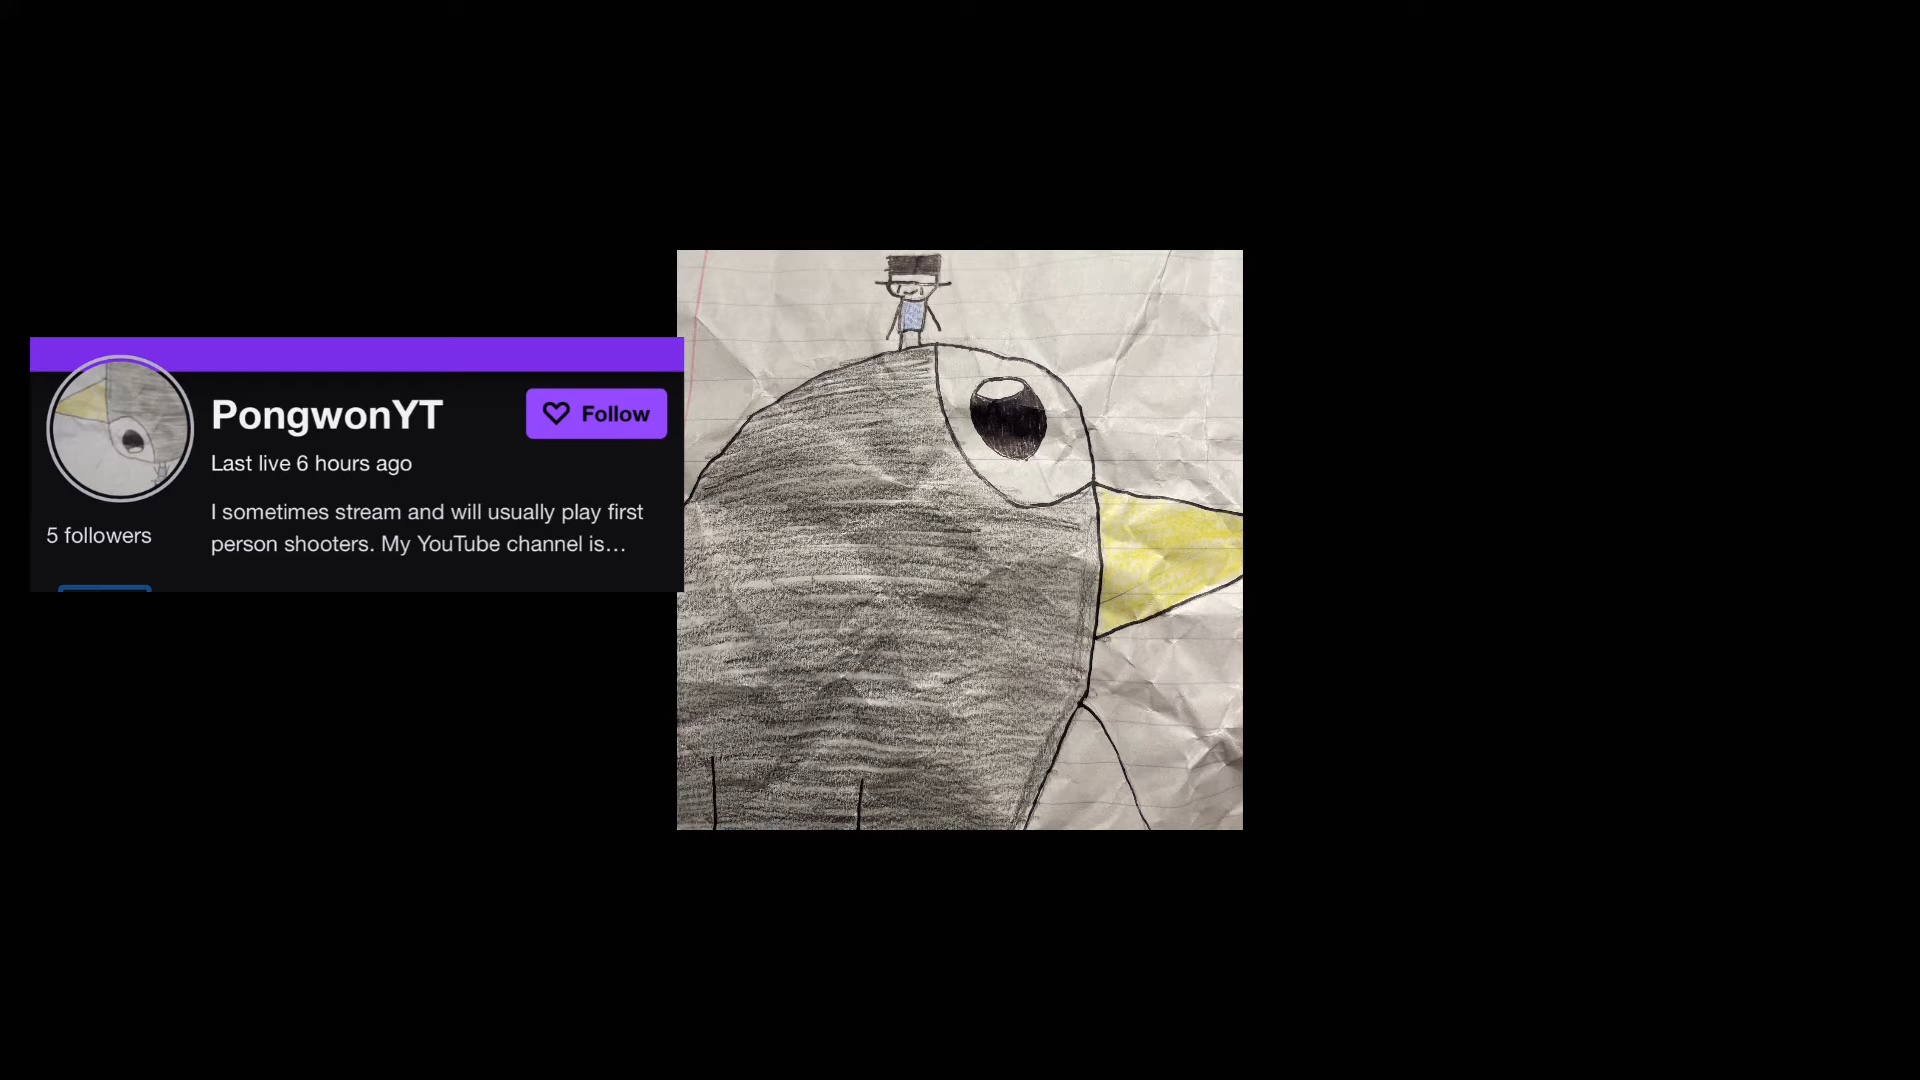 PongwonYT
Follow
Last live 6 hours ago
I sometimes stream and will usually play first
person shooters. My YouTube channel is...
5 followers